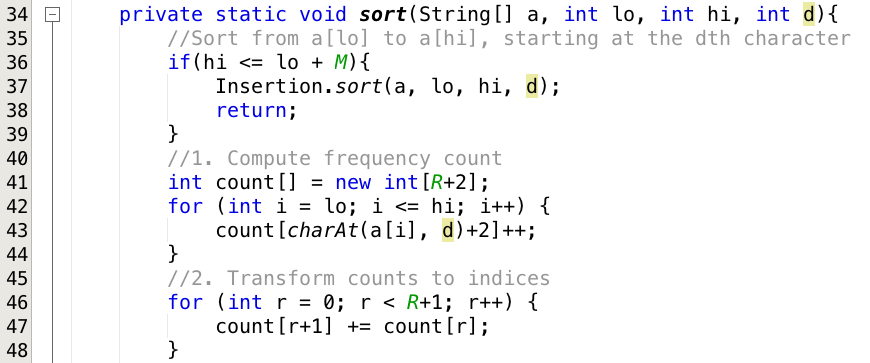 34 private static void sort(String[] a, int lo, int hi, int d){
35 //Sort from a[lo] to a[hi], starting at the dth character
36 if(hi <= lo + M){
37 Insertion.sort(a, lo, hi, d);
38 return;
39 }
40 //1. Compute frequency count
41 int count[] = new int[R+2];
42 for (int i = lo; i <= hi; i++) {
43 count[charAt(a[i], d)+2]++;
44 }
45 //2. Transform counts to indices
46 for (int r = 0; r < R+1; r++) {
47 count[r+1] += count[r];
48 }